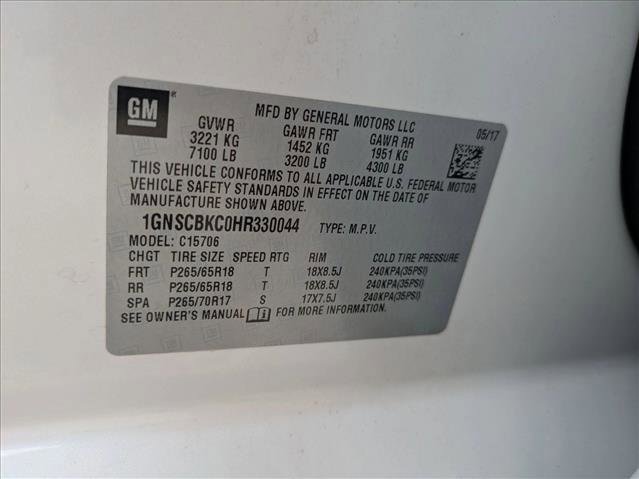 GM
MFD BY GENERAL MOTORS LLC
05/17
GVWR GAWR FRT GAWR RR
3221 KG 1452 KG 1951 KG
7100 LB 3200 LB 4300 LB
THIS VEHICLE CONFORMS TO ALL APPLICABLE U.S. FEDERAL MOTOR
VEHICLE SAFETY STANDARDS IN EFFECT ON THE DATE OF
MANUFACTURE SHOWN ABOVE.
1GNSCBKC0HR330044 TYPE: M.P.V.
MODEL: C15706
CHGT TIRE SIZE SPEED RTG RIM COLD TIRE PRESSURE
FRT P265/65R18 T 18X8.5J 240KPA(35PSI)
RR P265/65R18 T 18X8.5J 240KPA(35PSI)
SPA P265/70R17 S 17X7.5J 240KPA(35PSI)
SEE OWNER'S MANUAL FOR MORE INFORMATION.